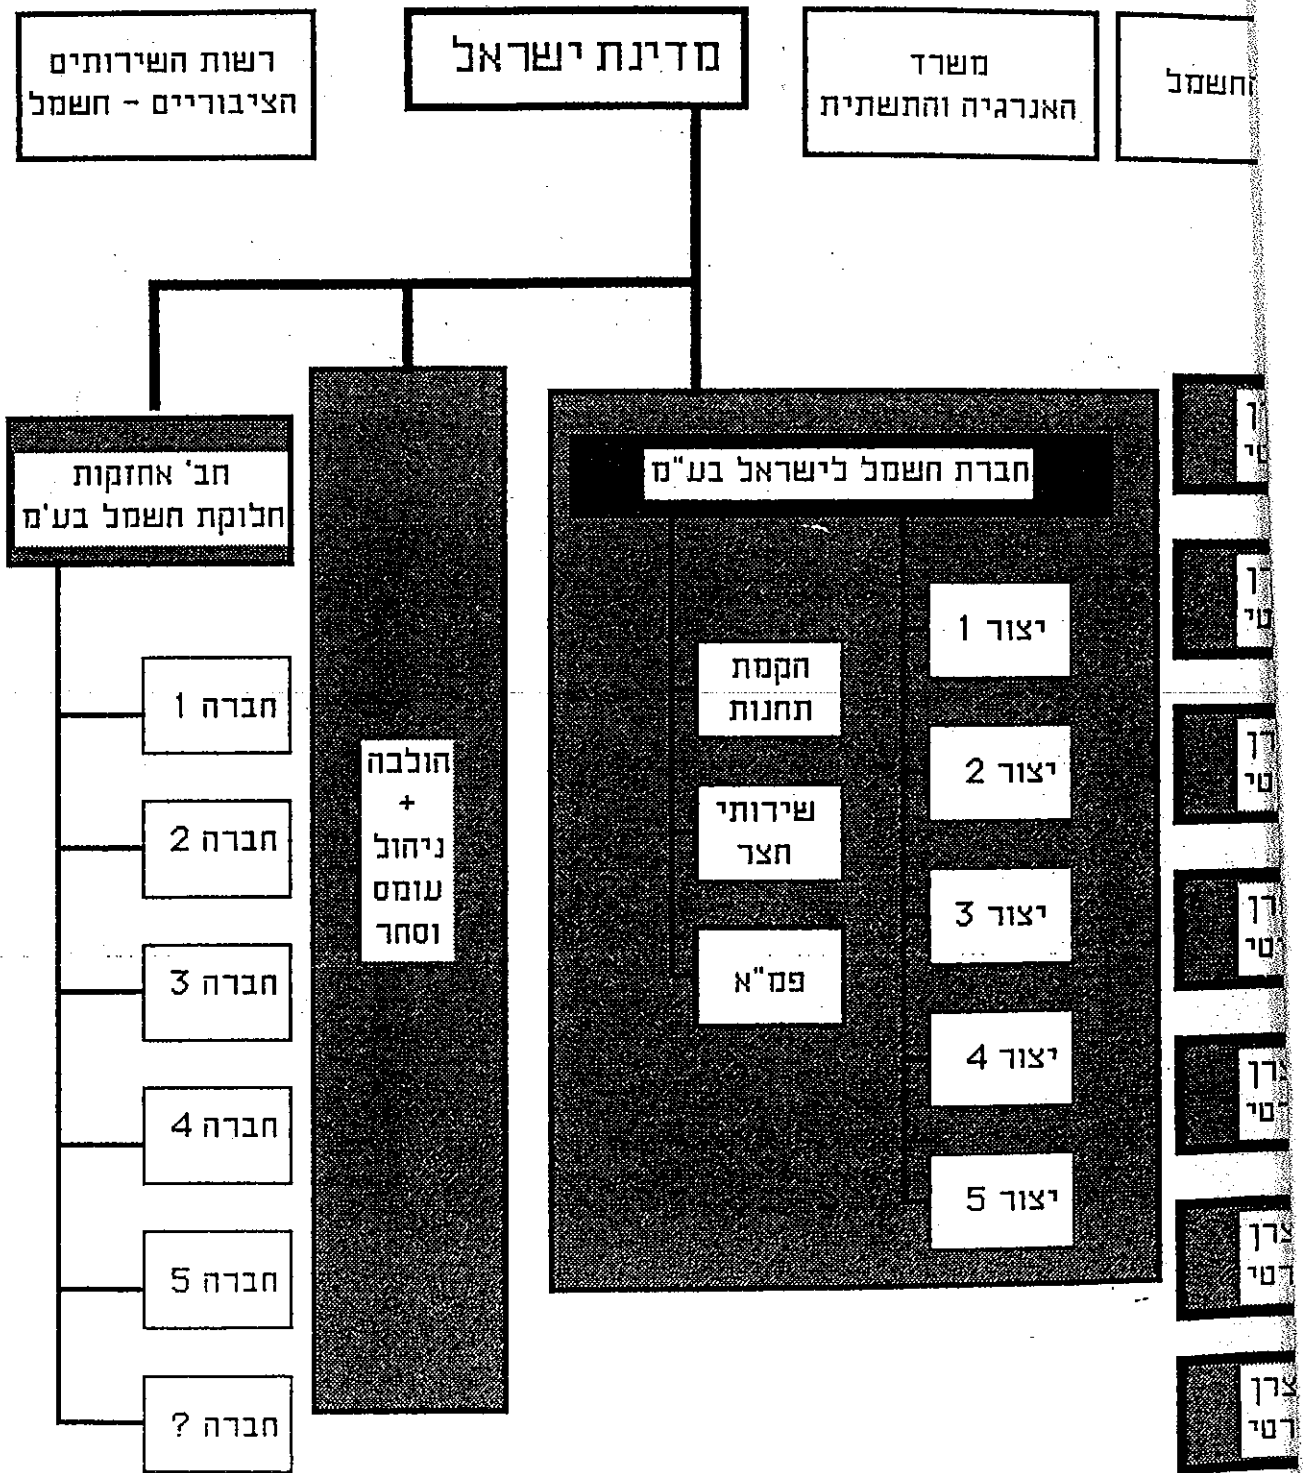 החשמל
משרד
האנרגיה והתשתית
מדינת ישראל
רשות השירותים
הציבוריים - חשמל
חברת חשמל לישראל בע"מ
יצור 1
יצור 2
יצור 3
יצור 4
יצור 5
הקמת
תחנות
שירותי
חצר
פמ"א
הולכה
+
ניהול
עומס
וסחר
חב' אחזקות
חלוקת חשמל בע'מ
חברה 1
חברה 2
חברה 3
חברה 4
חברה 5
חברה ?